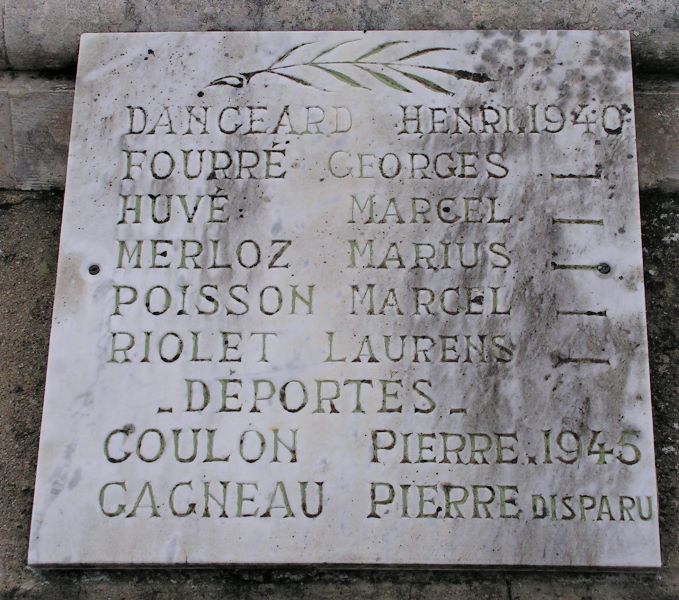 DANGEARD HENRI.1940
FOURRÉ GEORGES _
HUVÉ MARCEL _
MERLOZ MARIUS _
POISSON MARCEL _
RIOLET LAURENS _
_DÉPORTÉS_
COULON PIERRE.1945
GAGNEAU PIERRE DISPARU